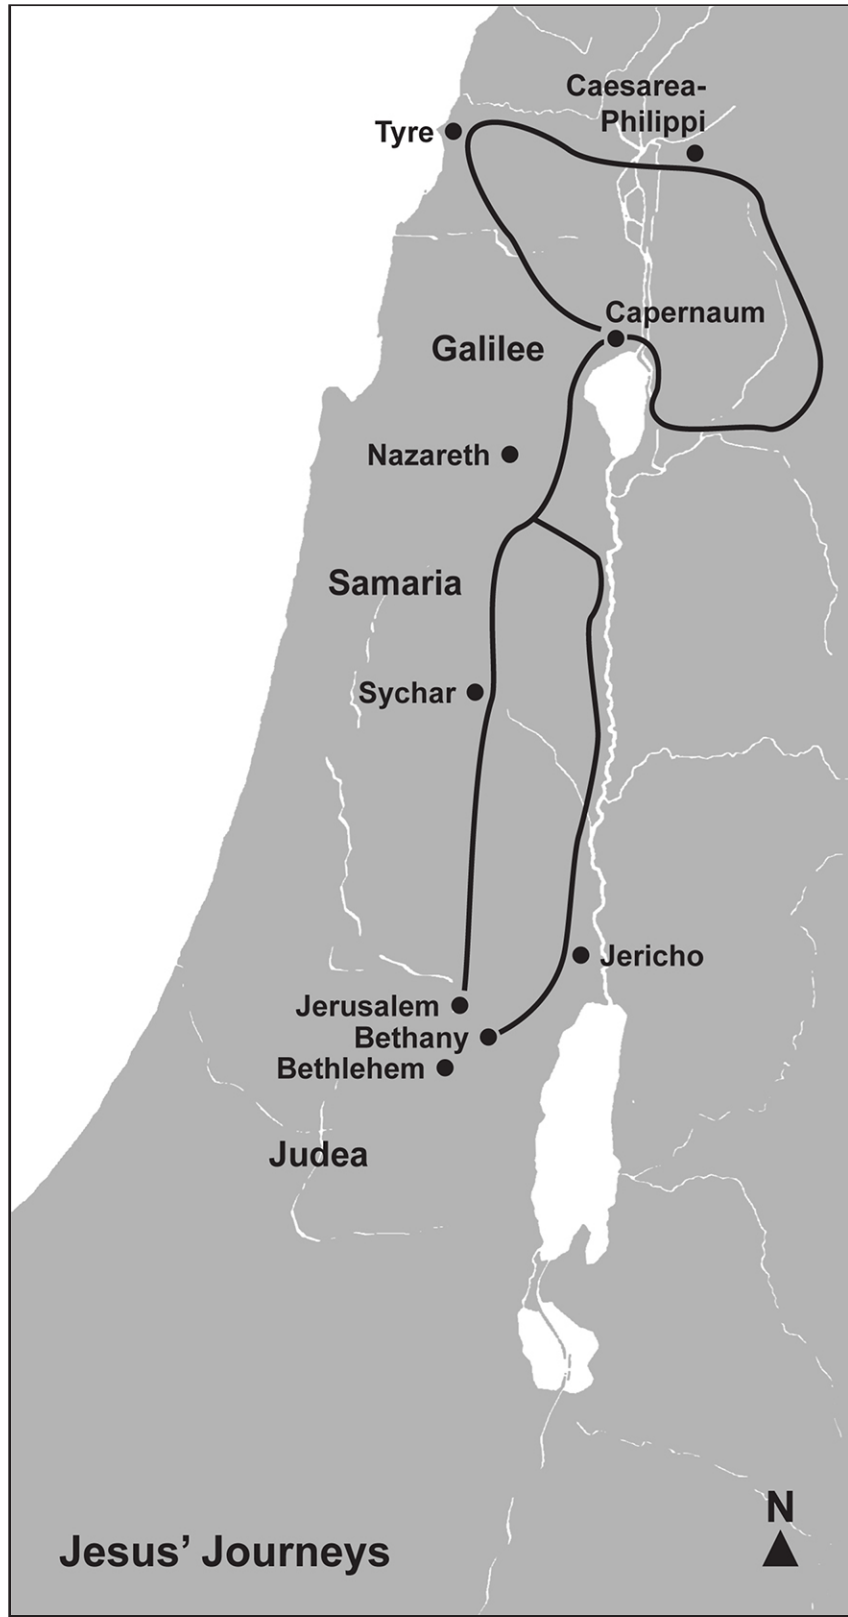 Caesarea-
Philippi
Tyre
Capernaum
Galilee
Nazareth
Samaria
Sychar
Jericho
Jerusalem
Bethany
Bethlehem
Judea
N
Jesus’ Journeys